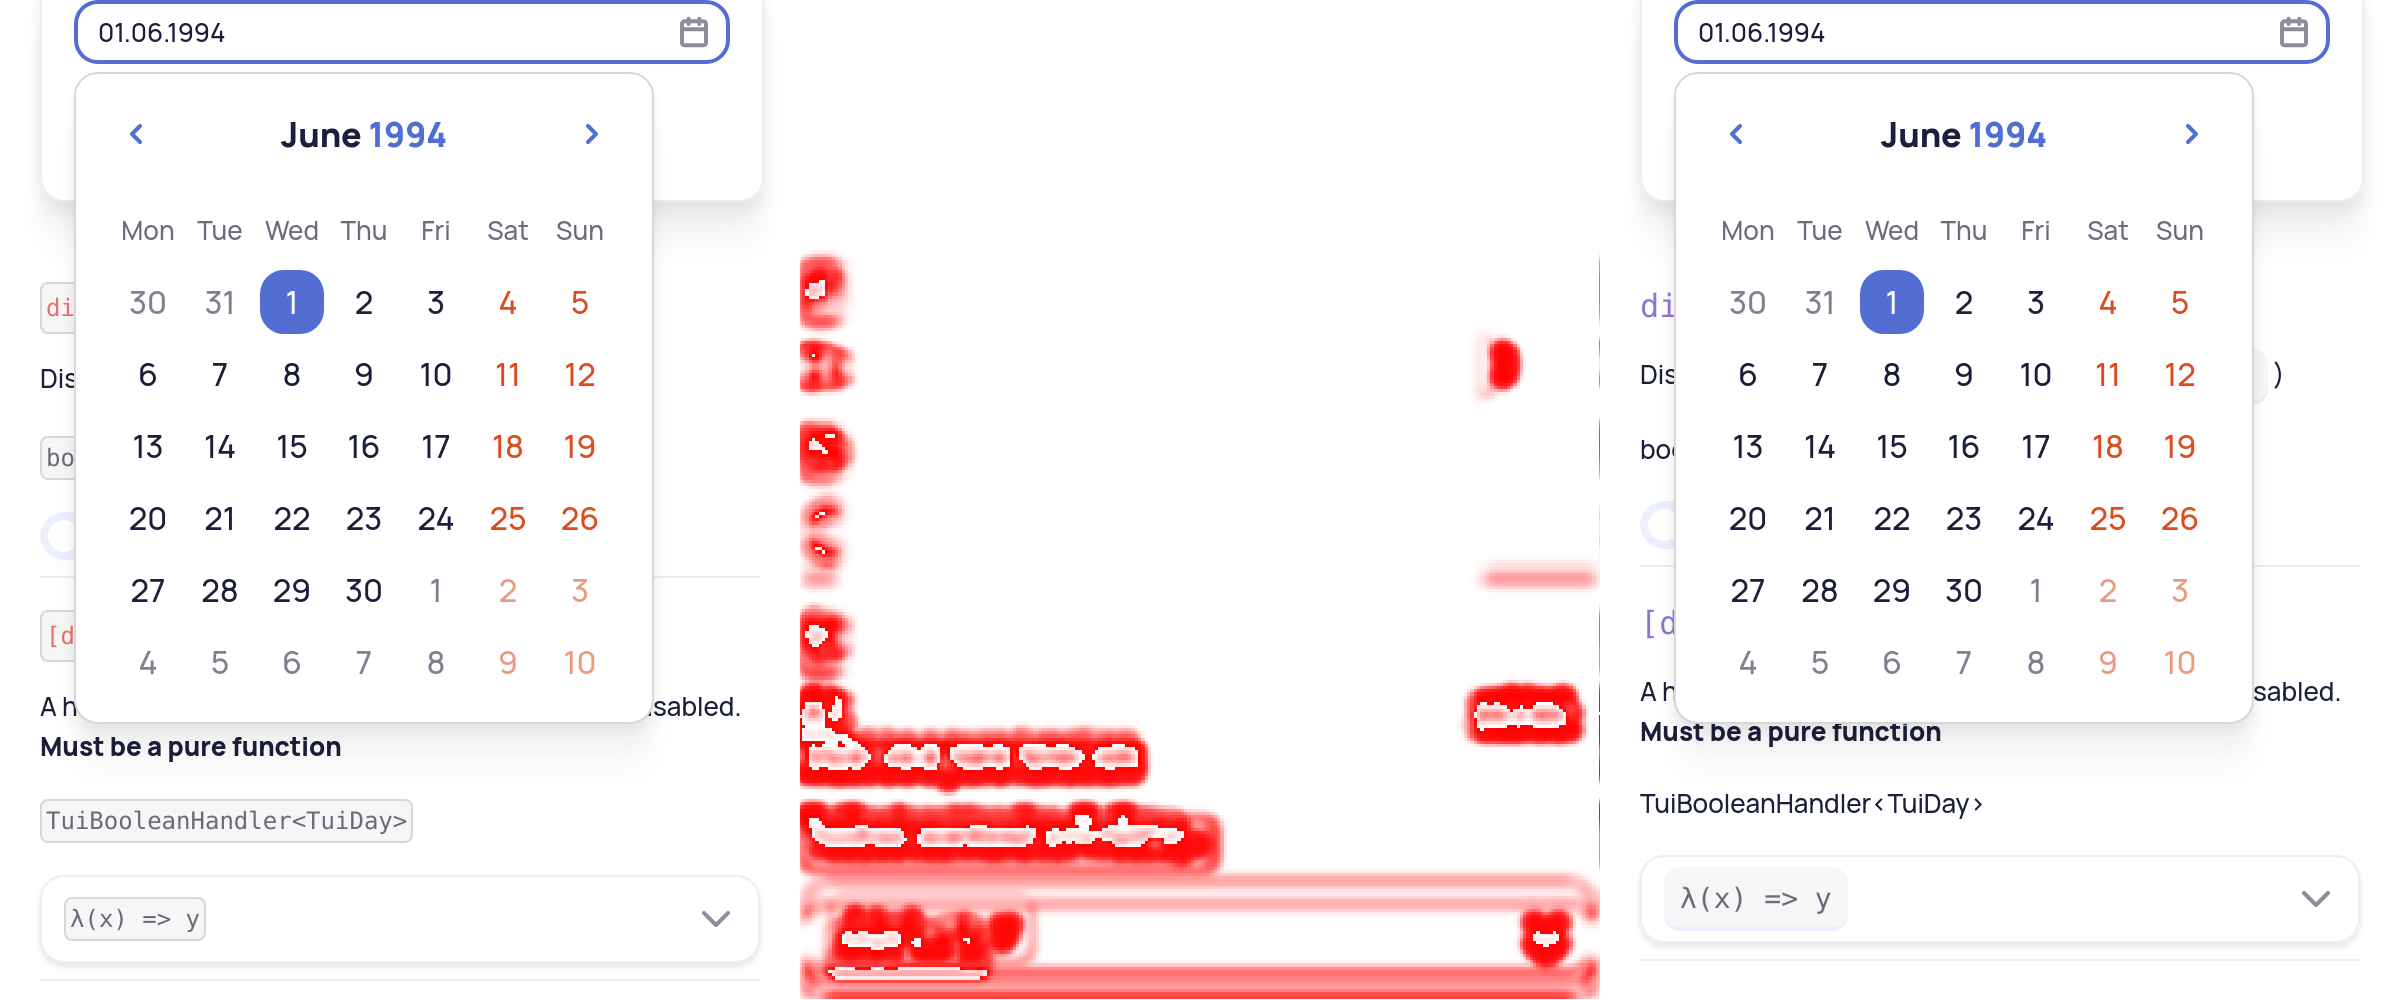 01.06.1994
June 1994
Mon Tue Wed Thu Fri Sat Sun
30 31 1 2 3 4 5
6 7 8 9 10 11 12
13 14 15 16 17 18 19
20 21 22 23 24 25 26
27 28 29 30 1 2 3
4 5 6 7 8 9 10
di
Dis
bo
[d
A h
sabled.
Must be a pure function
TuiBooleanHandler<TuiDay>
λ(x) => y
01.06.1994
June 1994
Mon Tue Wed Thu Fri Sat Sun
30 31 1 2 3 4 5
6 7 8 9 10 11 12
13 14 15 16 17 18 19
20 21 22 23 24 25 26
27 28 29 30 1 2 3
4 5 6 7 8 9 10
di
Dis
)
boo
[d
A h
sabled.
Must be a pure function
TuiBooleanHandler<TuiDay>
λ(x) => y